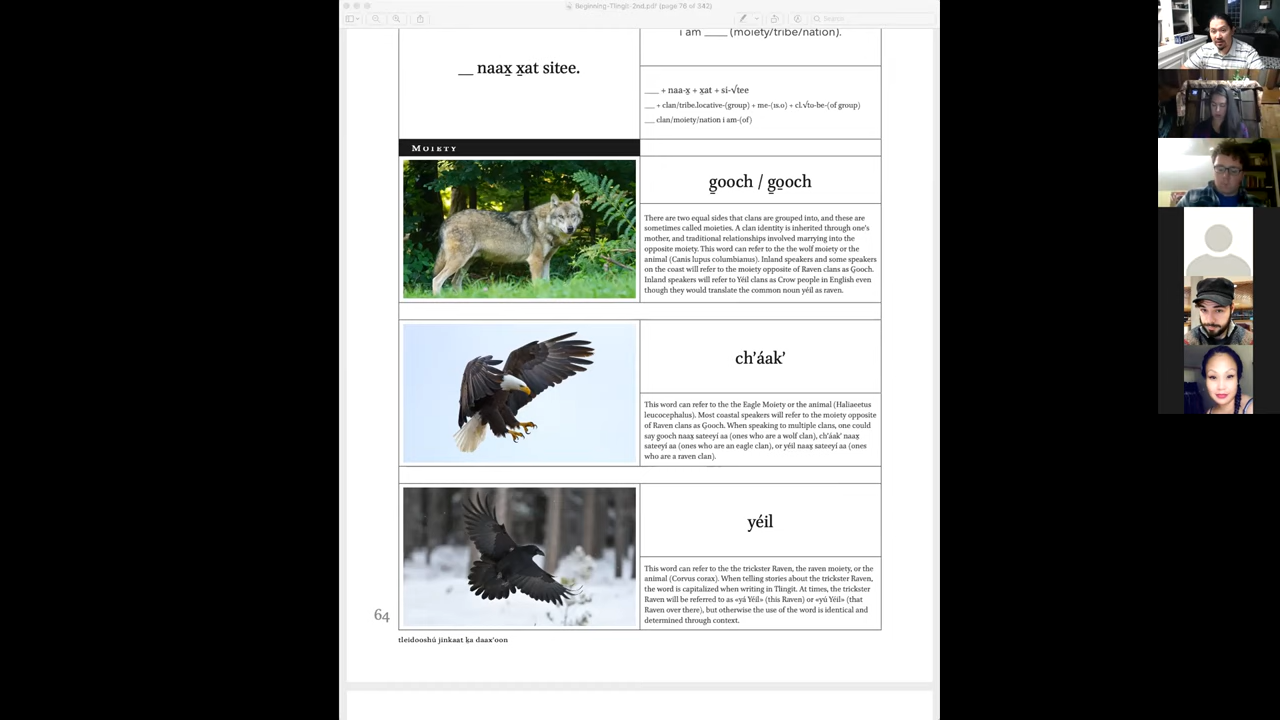 Beginning-Tlingit-2nd.pdf (page 76 of 342)
Search
i am ____ (moiety/tribe/nation).
__ naax̱ x̱at sitee.
___ + naa-x̱ + x̱at + si-√tee
___ + clan/tribe.locative-(group) + me-(1s.o) + cl.√to-be-(of group)
___ clan/moiety/nation i am-(of)
Moiety
g̱ooch / g̱o̱och
There are two equal sides that clans are grouped into, and these are
sometimes called moieties. A clan identity is inherited through one's
mother, and traditional relationships involved marrying into the
opposite moiety. This word can refer to the the wolf moiety or the
animal (Canis lupus columbianus). Inland speakers and some speakers
on the coast will refer to the moiety opposite of Raven clans as G̱ooch.
Inland speakers will refer to Yéil clans as Crow people in English even
though they would translate the common noun yéil as raven.
ch'áak'
This word can refer to the the Eagle Moiety or the animal (Haliaeetus
leucocephalus). Most coastal speakers will refer to the moiety opposite
of Raven clans as G̱ooch. When speaking to multiple clans, one could
say gooch naax̱ sateeyí aa (ones who are a wolf clan), ch'áak' naax̱
sateeyí aa (ones who are an eagle clan), or yéil naax̱ sateeyí aa (ones
who are a raven clan).
yéil
This word can refer to the the trickster Raven, the raven moiety, or the
animal (Corvus corax). When telling stories about the trickster Raven,
the word is capitalized when writing in Tlingit. At times, the trickster
Raven will be referred to as «yá Yéil» (this Raven) or «yú Yéil» (that
Raven over there), but otherwise the use of the word is identical and
determined through context.
64
tleidooshú jinkaat ḵa daax'oon